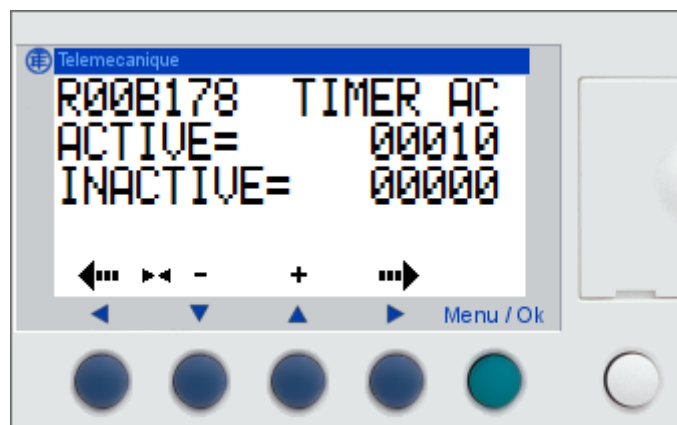 Telemecanique
R00B178 TIMER AC
ACTIVE= 00010
INACTIVE= 00000
- +
Menu / Ok